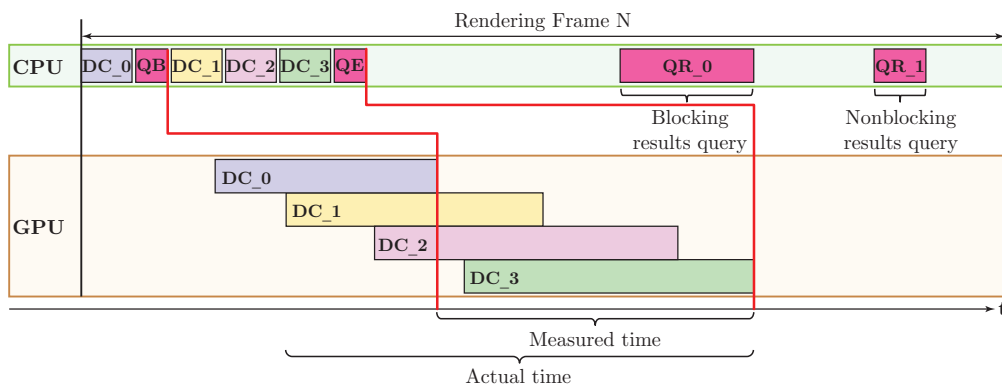 Rendering Frame N
CPU
DC_0
QB
DC_1
DC_2
DC_3
QE
QR_0
QR_1
Blocking
results query
Nonblocking
results query
GPU
DC_0
DC_1
DC_2
DC_3
t
Measured time
Actual time